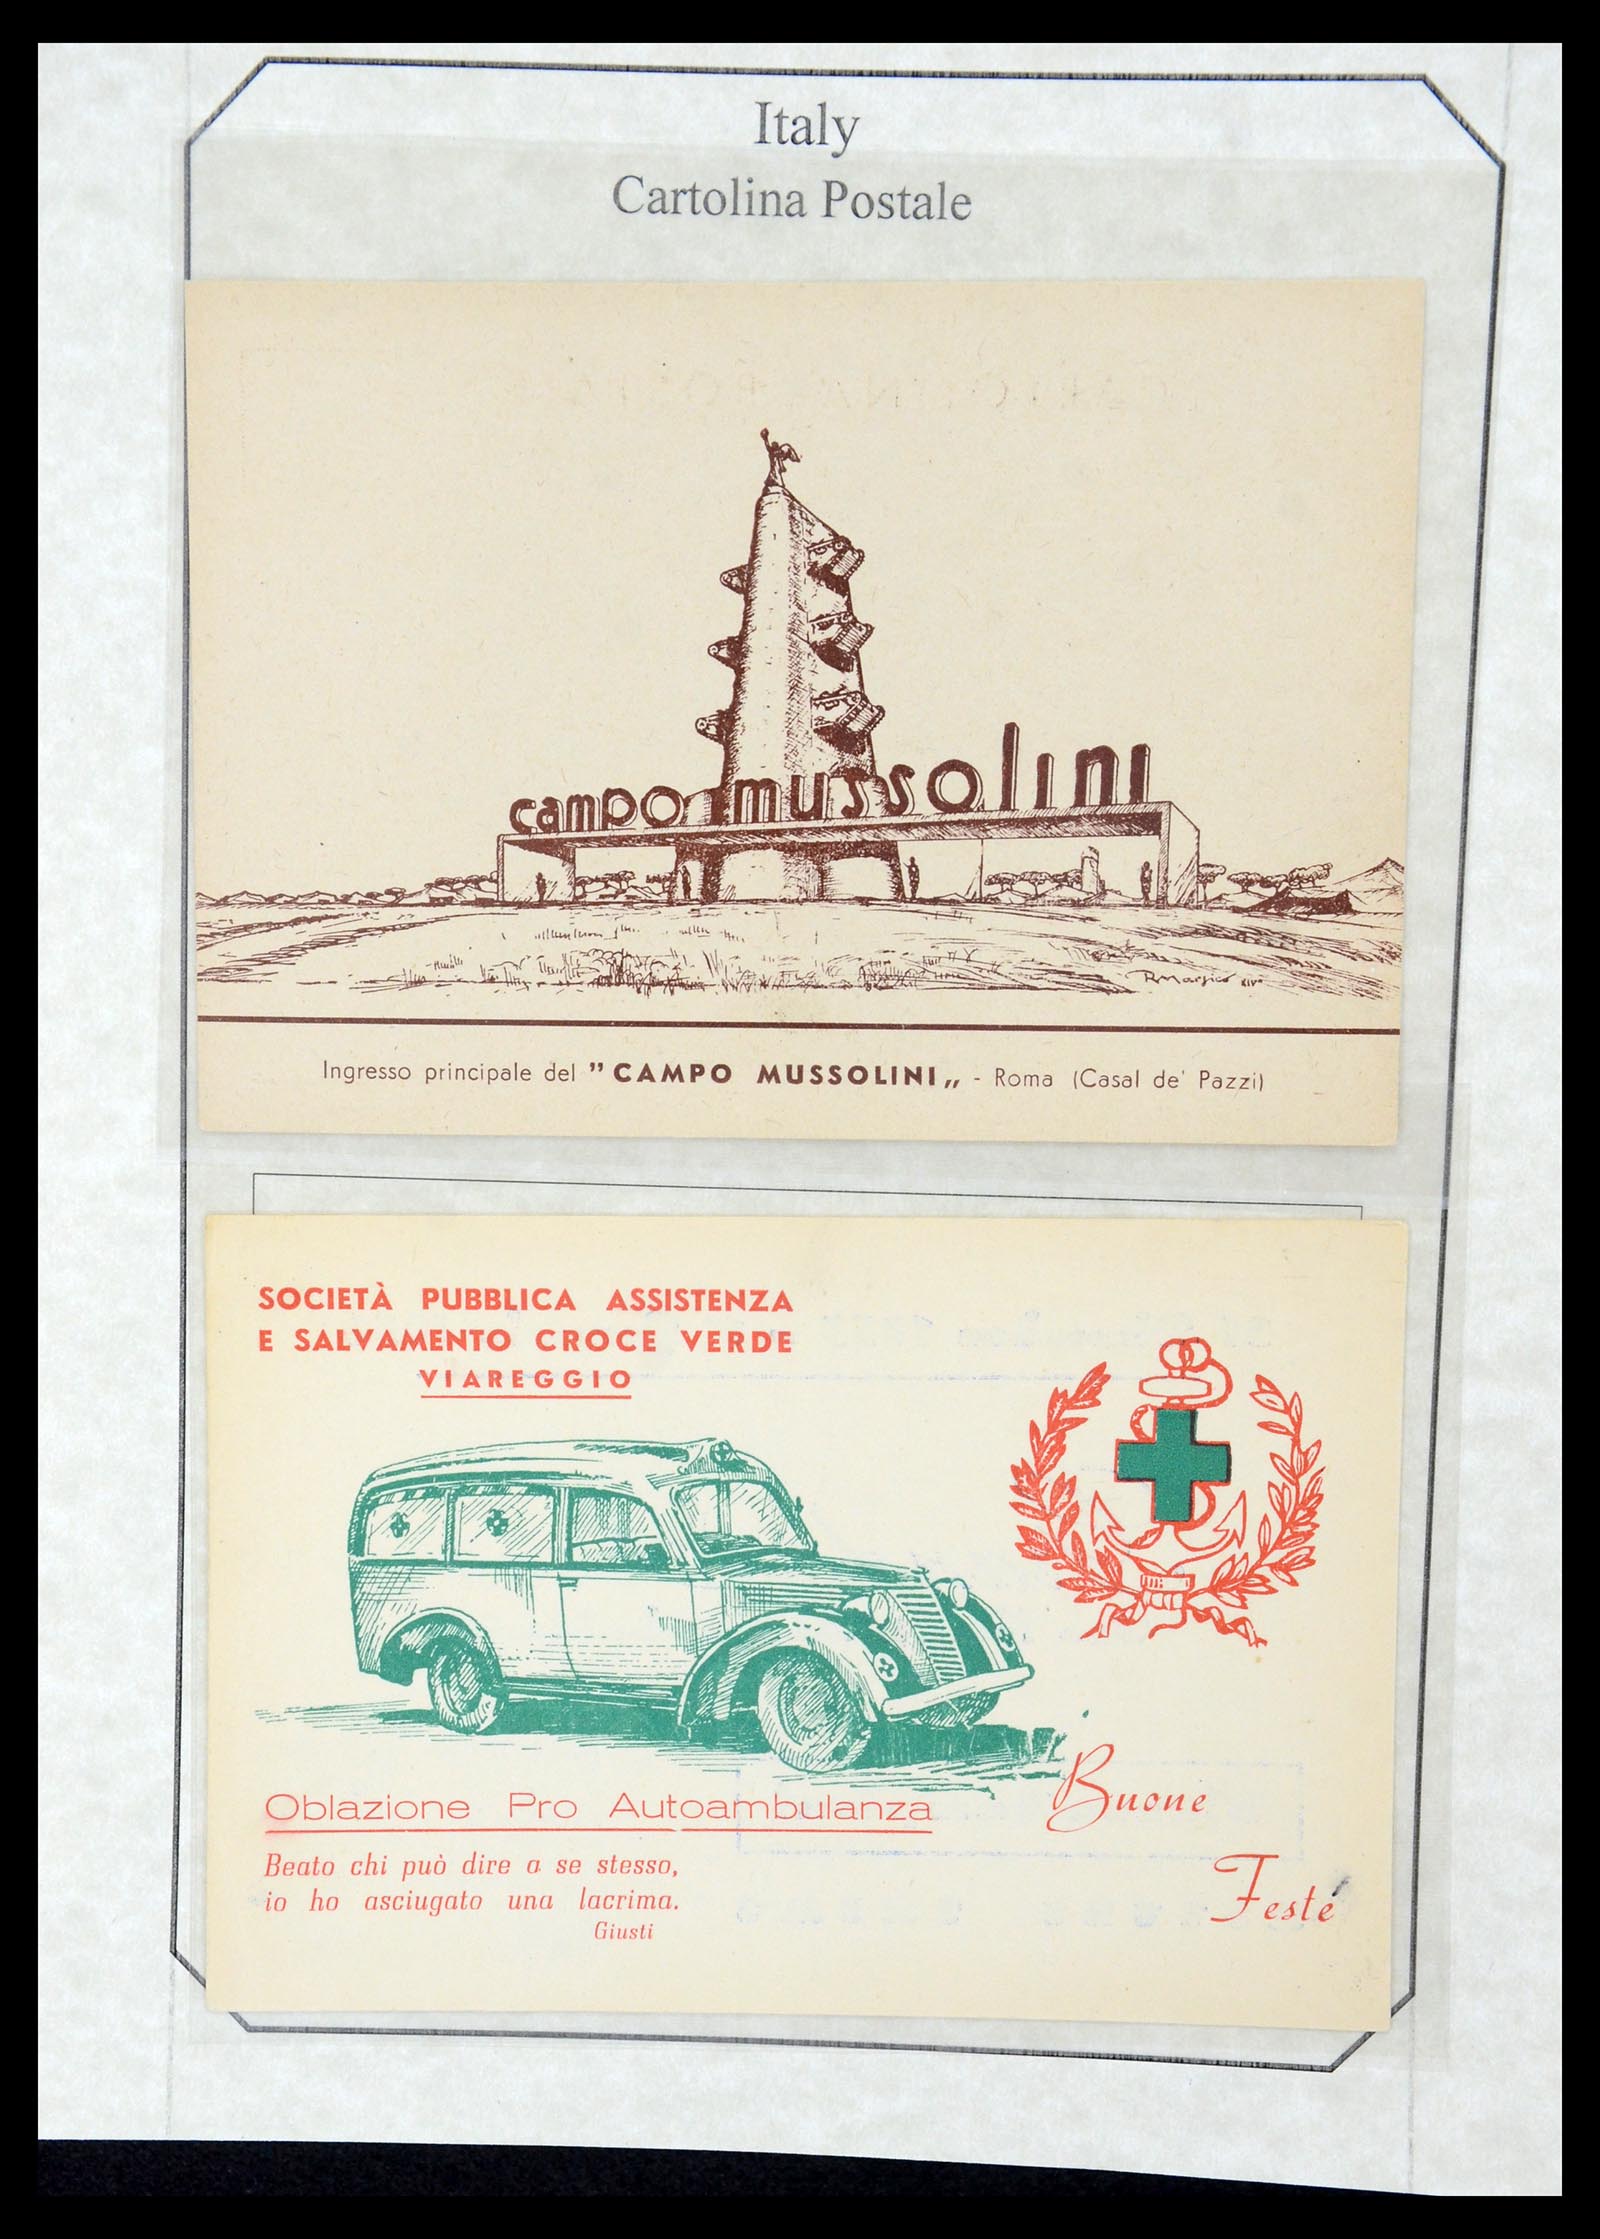 Italy
Cartolina Postale
campo mussolini
Ingresso principale del "CAMPO MUSSOLINI„ - Roma (Casal de' Pazzi)
SOCIETÀ PUBBLICA ASSISTENZA
E SALVAMENTO CROCE VERDE
VIAREGGIO
Oblazione Pro Autoambulanza
Buone
Beato chi può dire a se stesso,
io ho asciugato una lacrima.
Giusti
Feste